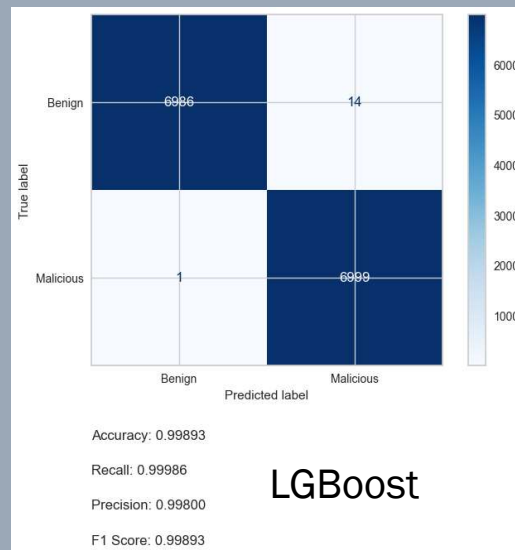 6000
Benign
6986
14
5000
4000
True label
3000
Malicious
1
6999
2000
1000
Benign
Malicious
Predicted label
Accuracy: 0.99893
Recall: 0.99986
LGBoost
Precision: 0.99800
F1 Score: 0.99893